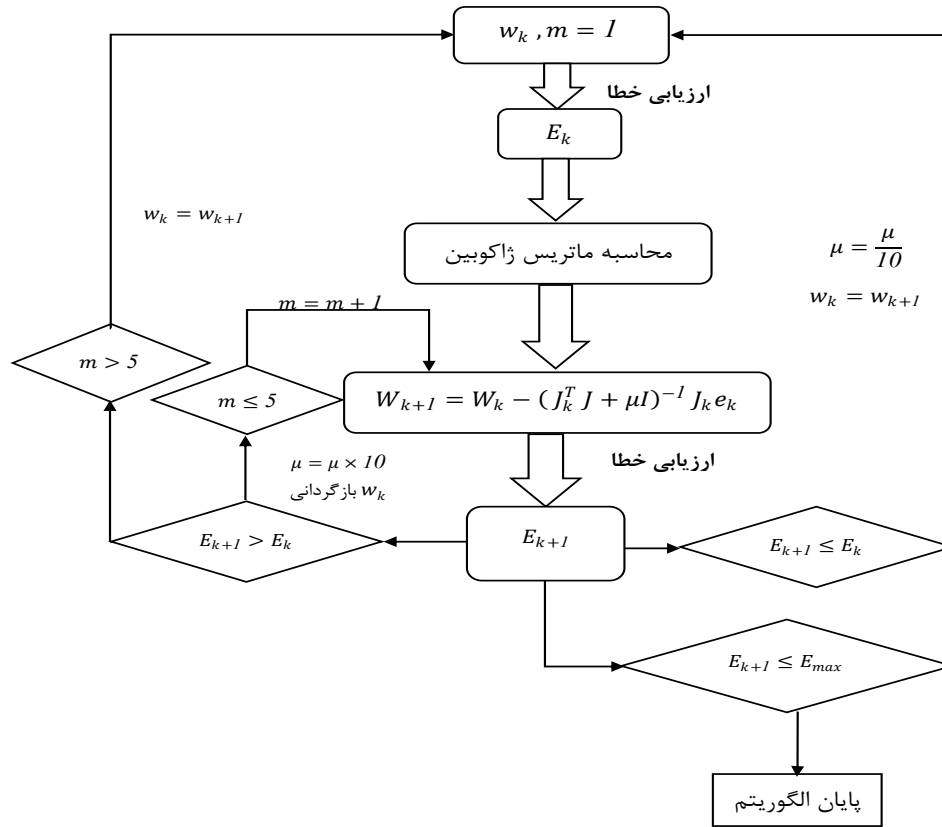 w_k , m = 1
ارزیابی خطا
E_k
w_k = w_{k+1}
محاسبه ماتریس ژاکوبین
μ = μ/10
w_k = w_{k+1}
m = m + 1
m > 5
m ≤ 5
W_{k+1} = W_k − (J_k^T J + μI)^{-1} J_k e_k
ارزیابی خطا
μ = μ × 10
بازگردانی w_k
E_{k+1} > E_k
E_{k+1}
E_{k+1} ≤ E_k
E_{k+1} ≤ E_{max}
پایان الگوریتم